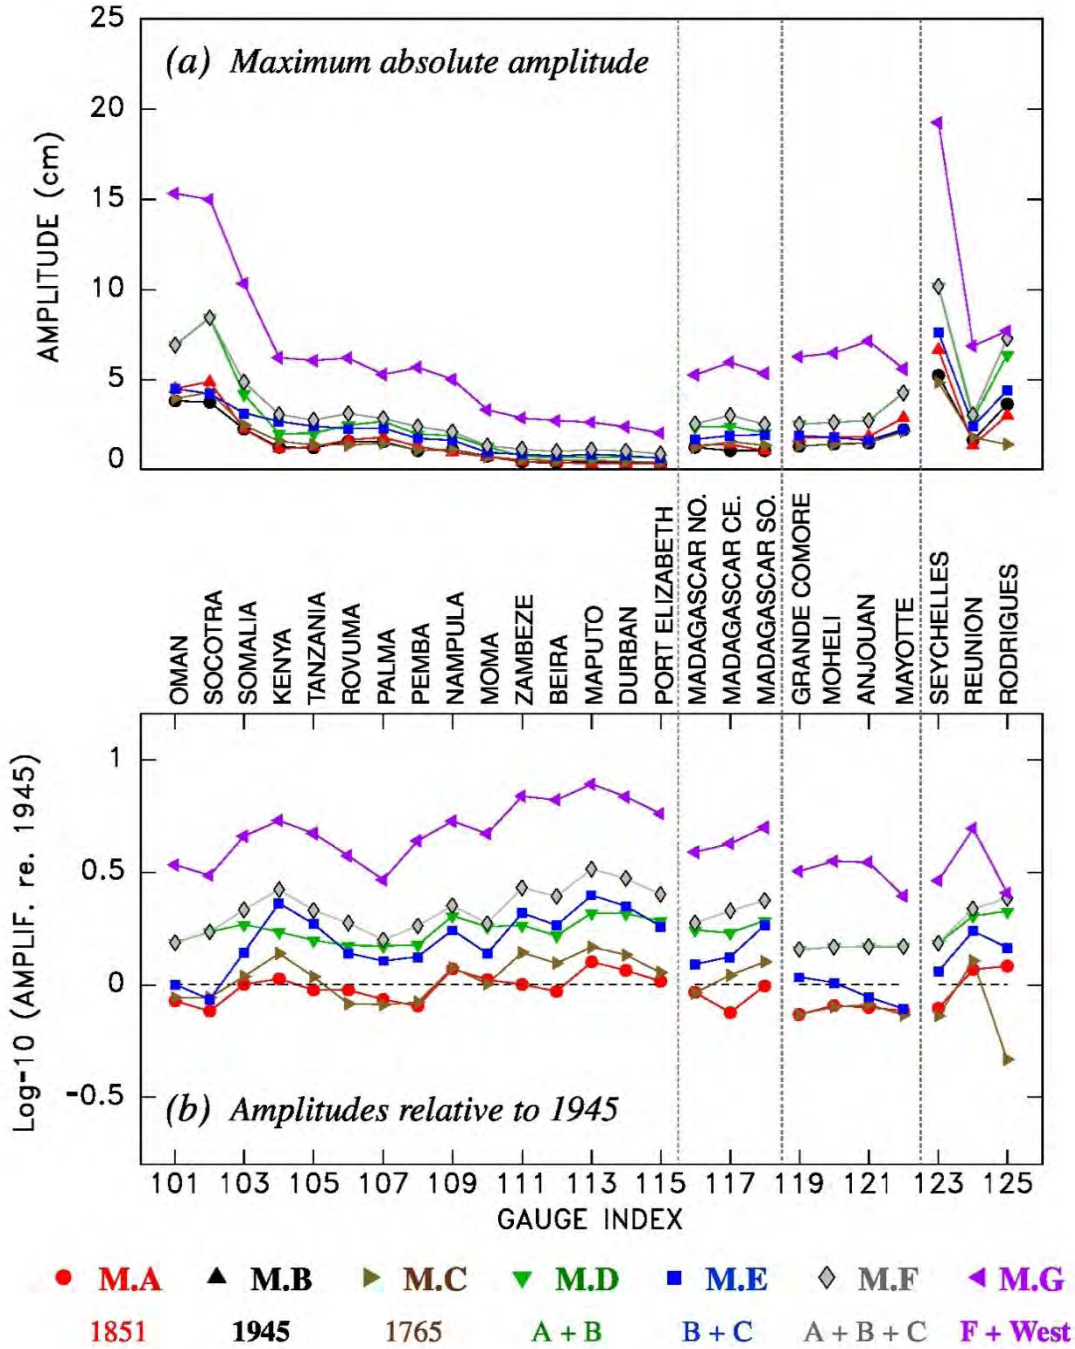 25
(a) Maximum absolute amplitude
20
15
10
5
0
AMPLITUDE (cm)
OMAN
SOCOTRA
SOMALIA
KENYA
TANZANIA
ROVUMA
PALMA
PEMBA
NAMPULA
MOMA
ZAMBEZE
BEIRA
MAPUTO
DURBAN
PORT ELIZABETH
MADAGASCAR NO.
MADAGASCAR CE.
MADAGASCAR SO.
GRANDE COMORE
MOHELI
ANJOUAN
MAYOTTE
SEYCHELLES
REUNION
RODRIGUES
1
0.5
0
-0.5
Log-10 (AMPLIF. re. 1945)
(b) Amplitudes relative to 1945
101 103 105 107 109 111 113 115 117 119 121 123 125
GAUGE INDEX
M.A M.B M.C M.D M.E M.F M.G
1851 1945 1765 A + B B + C A + B + C F + West